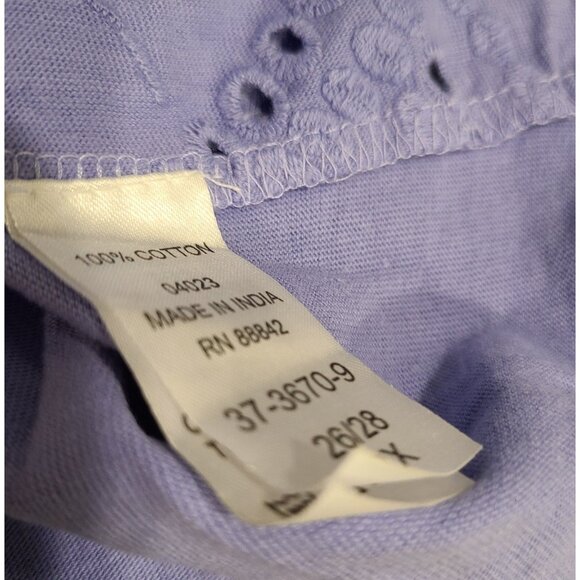 100% COTTON
04023
MADE IN INDIA
RN 88842
37-3670-9
26/28
X